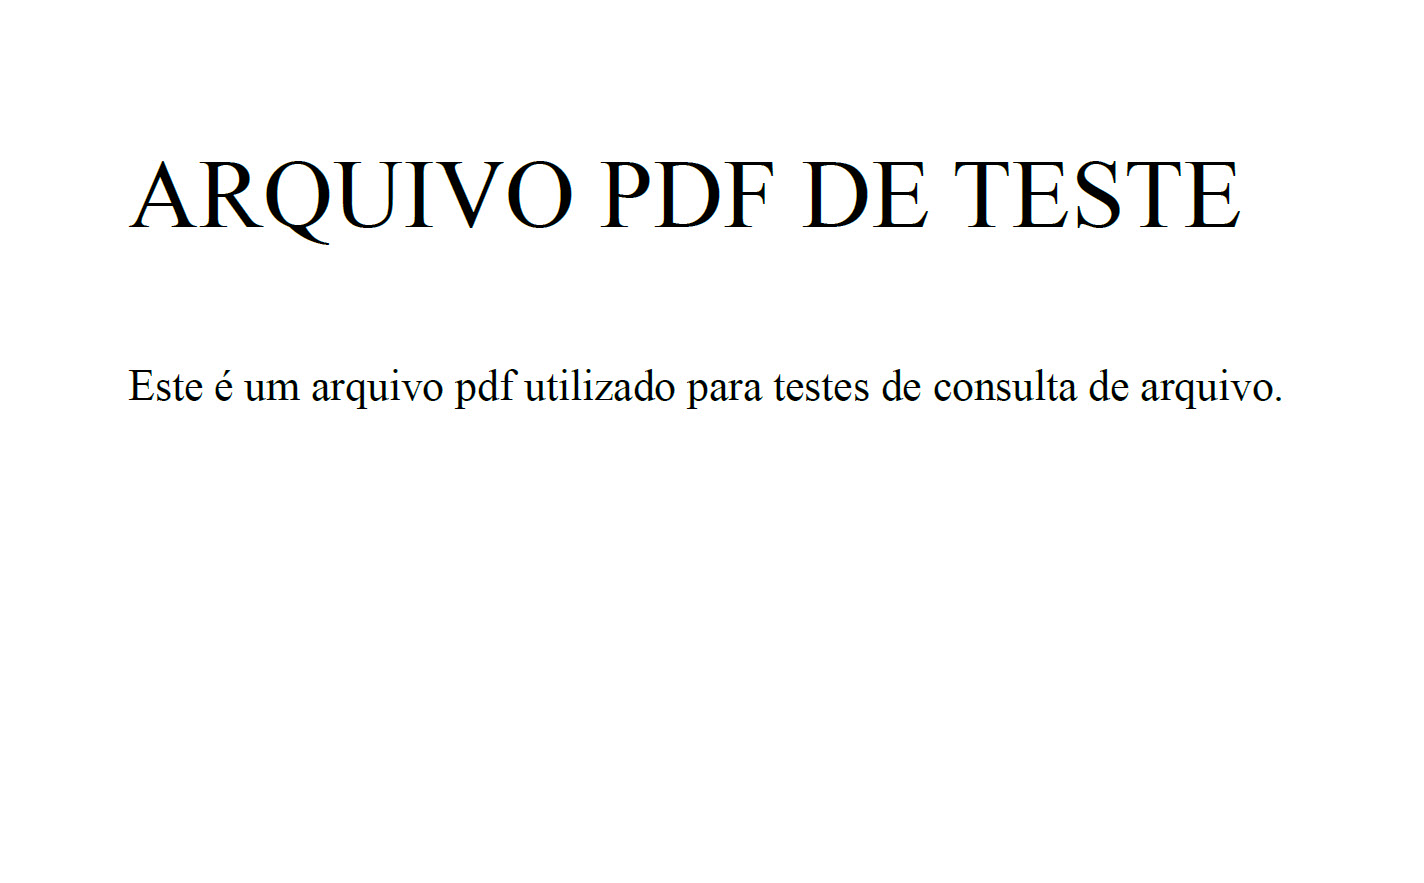 ARQUIVO PDF DE TESTE
Este é um arquivo pdf utilizado para testes de consulta de arquivo.